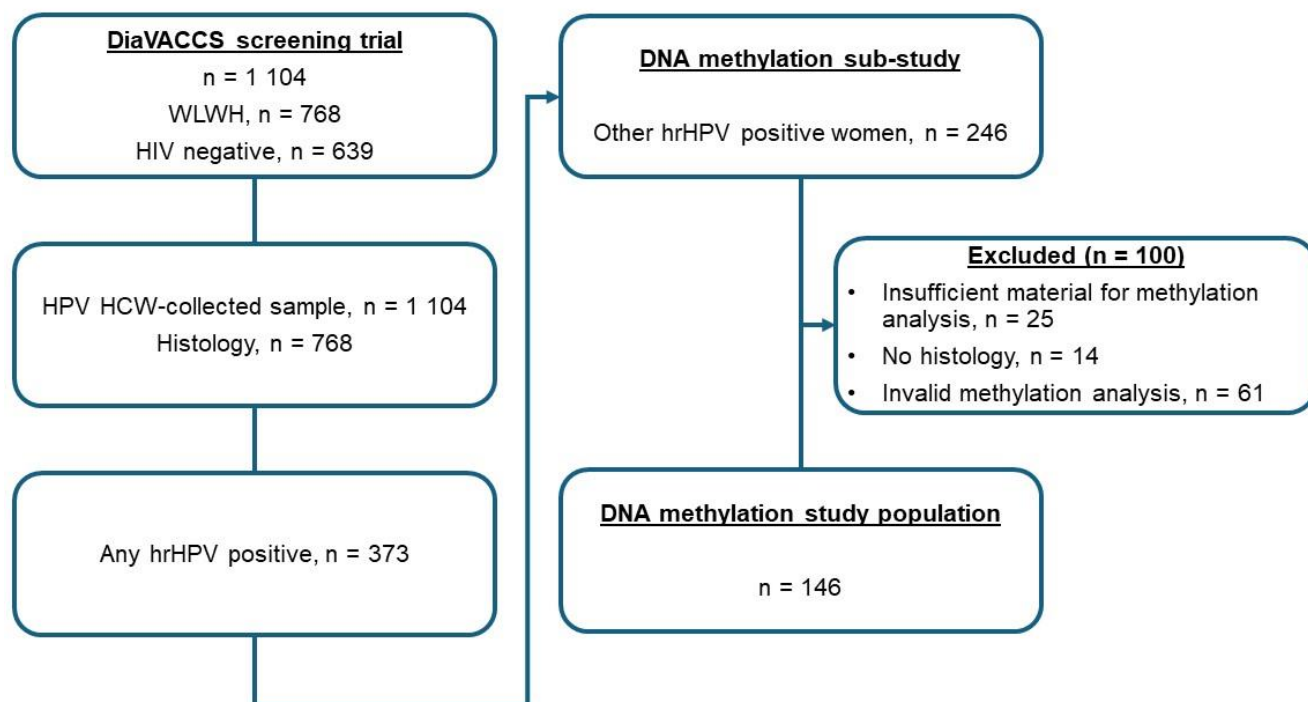 DiaVACCS screening trial
n = 1 104
WLWH, n = 768
HIV negative, n = 639
HPV HCW-collected sample, n = 1 104
Histology, n = 768
Any hrHPV positive, n = 373
DNA methylation sub-study
Other hrHPV positive women, n = 246
Excluded (n = 100)
• Insufficient material for methylation
analysis, n = 25
• No histology, n = 14
• Invalid methylation analysis, n = 61
DNA methylation study population
n = 146